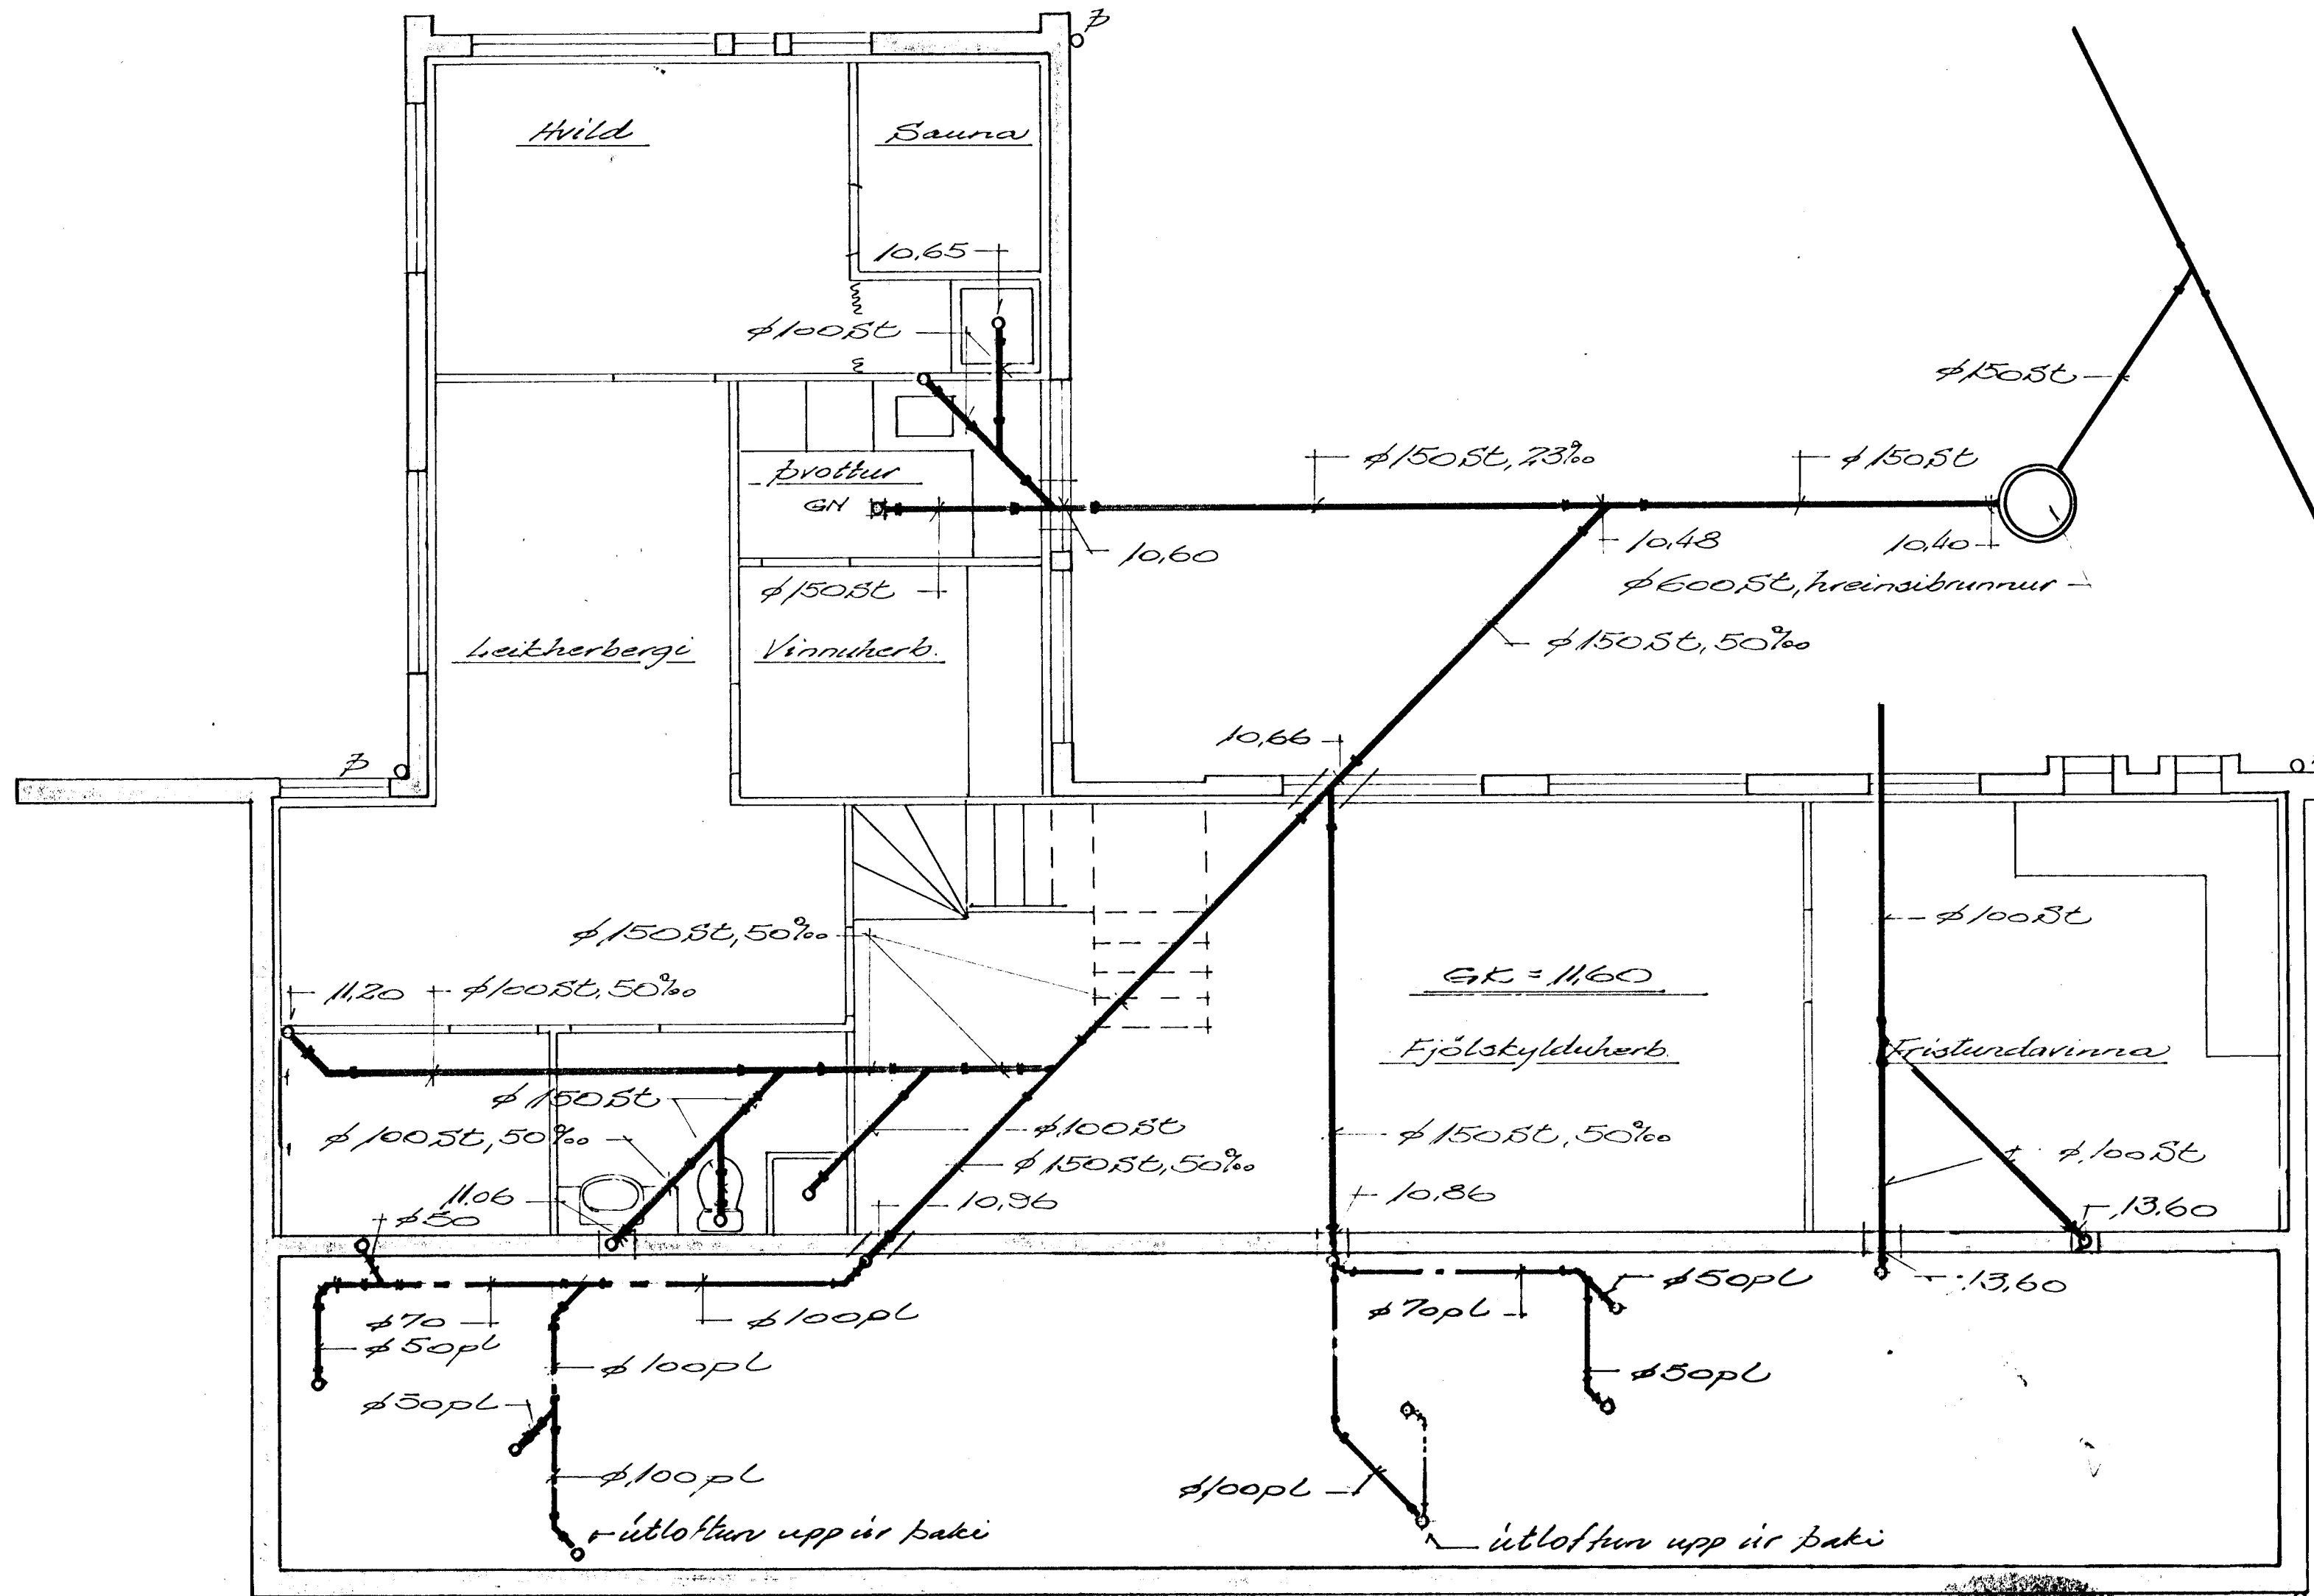 Þ
Hvild
Sauna
10,65
ø100St
ø150St
Þvottur
GN
ø150St, 23‰
ø150St
10,60
10,48
10,40
ø150St
ø600St, hreinsibrunnur
Leikherbergi
Vinnuherb.
ø150St, 50‰
10,66
Þ
ø150St, 50‰
ø100St
11,20
ø100St, 50‰
GK = 11,60
Fjölskylduherb.
Fristundavinna
ø150St
ø100St, 50‰
ø100St
ø150St, 50‰
ø150St, 50‰
ø100St
11,06
10,96
10,86
13,60
ø50
13,60
ø50pl
ø70
ø100pl
ø70pl
ø50pl
ø100pl
ø50pl
ø50pl
ø100pl
ø100pl
útloftun upp úr þaki
útloftun upp úr þaki